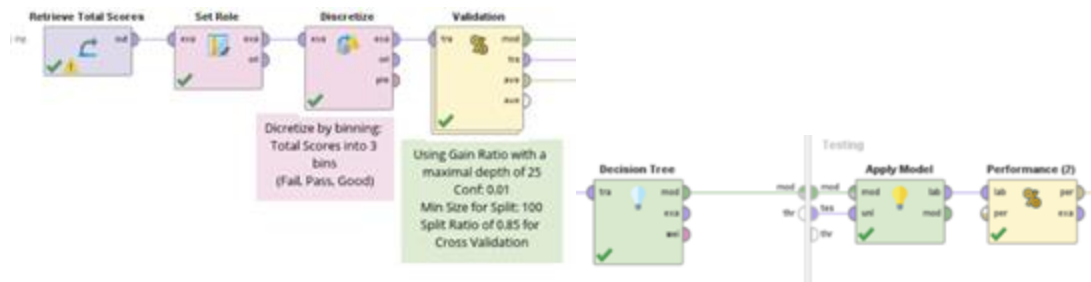 Retrieve Total Scores
Set Role
Discretize
Validation
out
exa
exa
ori
exa
exa
ori
pre
tra
mod
tra
ave
ave
Dicretize by binning:
Total Scores into 3
bins
(Fail, Pass, Good)
Using Gain Ratio with a
maximal depth of 25
Conf: 0.01
Min Size for Split: 100
Split Ratio of 0.85 for
Cross Validation
Decision Tree
tra
mod
exa
mod
thr
Testing
mod
tes
thr
Apply Model
mod
unl
lab
mod
Performance (2)
lab
per
per
exa